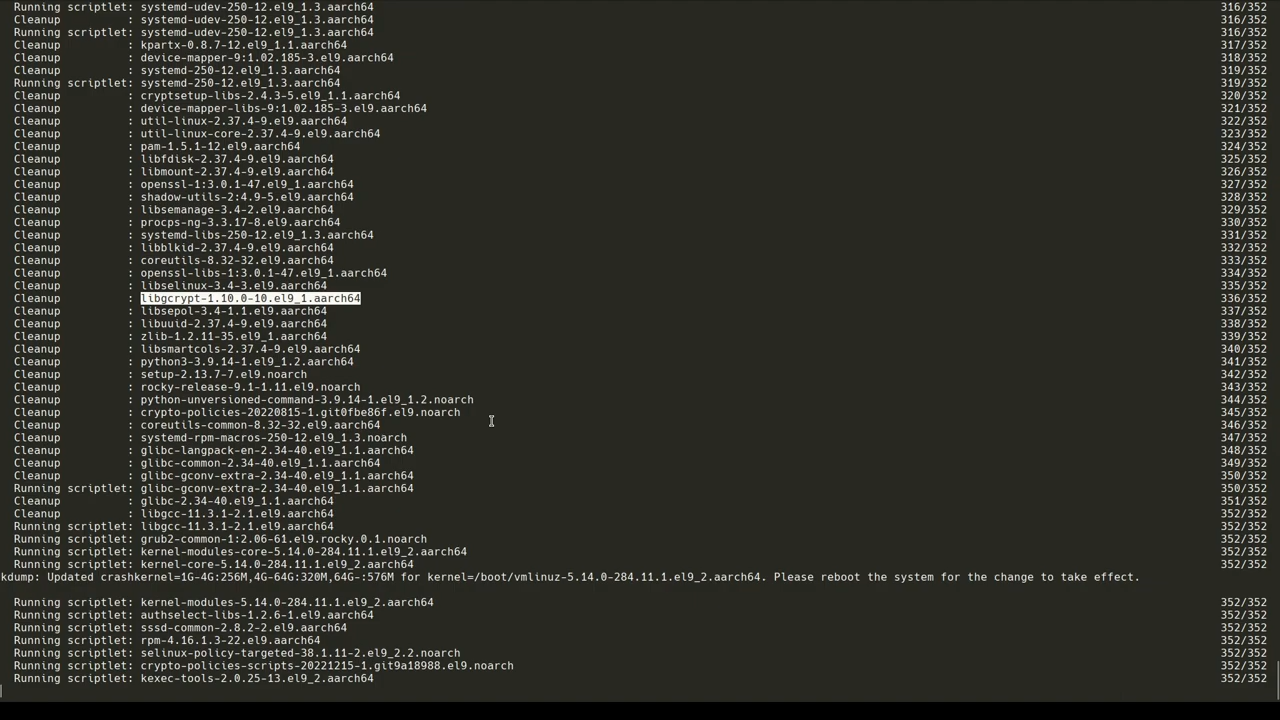 Running scriptlet: systemd-udev-250-12.el9_1.3.aarch64 316/352
Cleanup : systemd-udev-250-12.el9_1.3.aarch64 316/352
Running scriptlet: systemd-udev-250-12.el9_1.3.aarch64 316/352
Cleanup : kpartx-0.8.7-12.el9_1.1.aarch64 317/352
Cleanup : device-mapper-9:1.02.185-3.el9.aarch64 318/352
Cleanup : systemd-250-12.el9_1.3.aarch64 319/352
Running scriptlet: systemd-250-12.el9_1.3.aarch64 319/352
Cleanup : cryptsetup-libs-2.4.3-5.el9_1.1.aarch64 320/352
Cleanup : device-mapper-libs-9:1.02.185-3.el9.aarch64 321/352
Cleanup : util-linux-2.37.4-9.el9.aarch64 322/352
Cleanup : util-linux-core-2.37.4-9.el9.aarch64 323/352
Cleanup : pam-1.5.1-12.el9.aarch64 324/352
Cleanup : libfdisk-2.37.4-9.el9.aarch64 325/352
Cleanup : libmount-2.37.4-9.el9.aarch64 326/352
Cleanup : openssl-1:3.0.1-47.el9_1.aarch64 327/352
Cleanup : shadow-utils-2:4.9-5.el9.aarch64 328/352
Cleanup : libsemanage-3.4-2.el9.aarch64 329/352
Cleanup : procps-ng-3.3.17-8.el9.aarch64 330/352
Cleanup : systemd-libs-250-12.el9_1.3.aarch64 331/352
Cleanup : libblkid-2.37.4-9.el9.aarch64 332/352
Cleanup : coreutils-8.32-32.el9.aarch64 333/352
Cleanup : openssl-libs-1:3.0.1-47.el9_1.aarch64 334/352
Cleanup : libselinux-3.4-3.el9.aarch64 335/352
Cleanup : libgcrypt-1.10.0-10.el9_1.aarch64 336/352
Cleanup : libsepol-3.4-1.1.el9.aarch64 337/352
Cleanup : libuuid-2.37.4-9.el9.aarch64 338/352
Cleanup : zlib-1.2.11-35.el9_1.aarch64 339/352
Cleanup : libsmartcols-2.37.4-9.el9.aarch64 340/352
Cleanup : python3-3.9.14-1.el9_1.2.aarch64 341/352
Cleanup : setup-2.13.7-7.el9.noarch 342/352
Cleanup : rocky-release-9.1-1.11.el9.noarch 343/352
Cleanup : python-unversioned-command-3.9.14-1.el9_1.2.noarch 344/352
Cleanup : crypto-policies-20220815-1.git0fbe86f.el9.noarch 345/352
Cleanup : coreutils-common-8.32-32.el9.aarch64 346/352
Cleanup : systemd-rpm-macros-250-12.el9_1.3.noarch 347/352
Cleanup : glibc-langpack-en-2.34-40.el9_1.1.aarch64 348/352
Cleanup : glibc-common-2.34-40.el9_1.1.aarch64 349/352
Cleanup : glibc-gconv-extra-2.34-40.el9_1.1.aarch64 350/352
Running scriptlet: glibc-gconv-extra-2.34-40.el9_1.1.aarch64 350/352
Cleanup : glibc-2.34-40.el9_1.1.aarch64 351/352
Cleanup : libgcc-11.3.1-2.1.el9.aarch64 352/352
Running scriptlet: libgcc-11.3.1-2.1.el9.aarch64 352/352
Running scriptlet: grub2-common-1:2.06-61.el9.rocky.0.1.noarch 352/352
Running scriptlet: kernel-modules-core-5.14.0-284.11.1.el9_2.aarch64 352/352
Running scriptlet: kernel-core-5.14.0-284.11.1.el9_2.aarch64 352/352
kdump: Updated crashkernel=1G-4G:256M,4G-64G:320M,64G-:576M for kernel=/boot/vmlinuz-5.14.0-284.11.1.el9_2.aarch64. Please reboot the system for the change to take effect.
Running scriptlet: kernel-modules-5.14.0-284.11.1.el9_2.aarch64 352/352
Running scriptlet: authselect-libs-1.2.6-1.el9.aarch64 352/352
Running scriptlet: sssd-common-2.8.2-2.el9.aarch64 352/352
Running scriptlet: rpm-4.16.1.3-22.el9.aarch64 352/352
Running scriptlet: selinux-policy-targeted-38.1.11-2.el9_2.2.noarch 352/352
Running scriptlet: crypto-policies-scripts-20221215-1.git9a18988.el9.noarch 352/352
Running scriptlet: kexec-tools-2.0.25-13.el9_2.aarch64 352/352